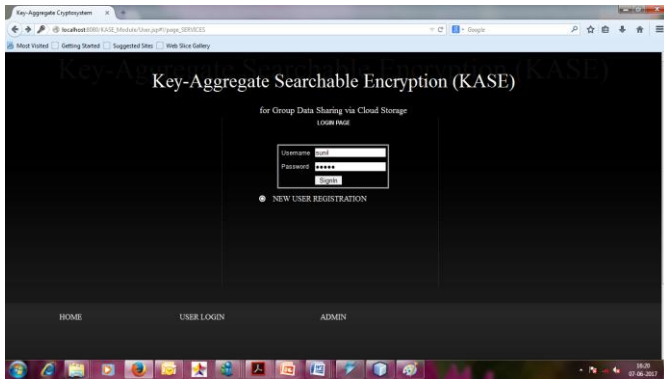 Key-Aggregate Cryptosystem
localhost:8080/KASE_Module/User.jsp#!/page_SERVICES
Google
Most Visited Getting Started Suggested Sites Web Slice Gallery
Key-Aggregate Searchable Encryption (KASE)
for Group Data Sharing via Cloud Storage
LOGIN PAGE
Username sunil
Password
Signin
NEW USER REGISTRATION
HOME USER LOGIN ADMIN
16:20
07-06-2017